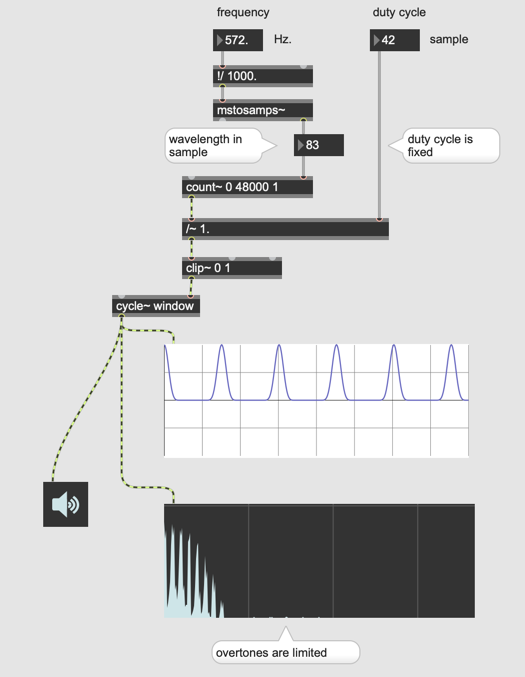 frequency
duty cycle
572.
Hz.
42
sample
!/ 1000.
mstosamps~
wavelength in
sample
83
duty cycle is
fixed
count~ 0 48000 1
/~ 1.
clip~ 0 1
cycle~ window
overtones are limited